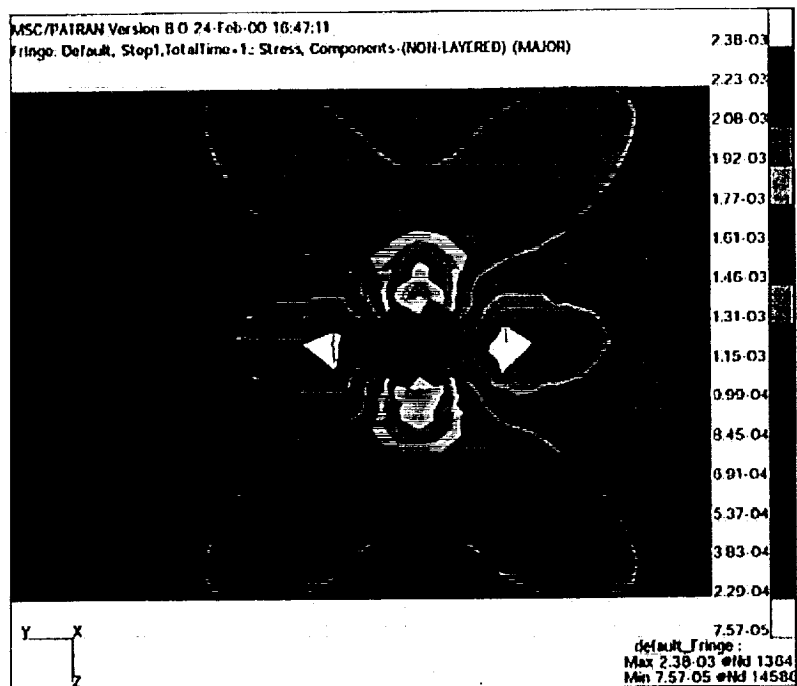 MSC/PATRAN Version 8.0 24-Feb-00 16:47:11
Fringe: Default, Step1,TotalTime=1.: Stress, Components-(NON-LAYERED) (MAJOR)
2.38-03
2.23-03
2.08-03
1.92-03
1.77-03
1.61-03
1.46-03
1.31-03
1.15-03
9.99-04
8.45-04
6.91-04
5.37-04
3.83-04
2.29-04
7.57-05
Y X
Z
default_Fringe :
Max 2.38-03 @Nd 1364
Min 7.57-05 @Nd 14586